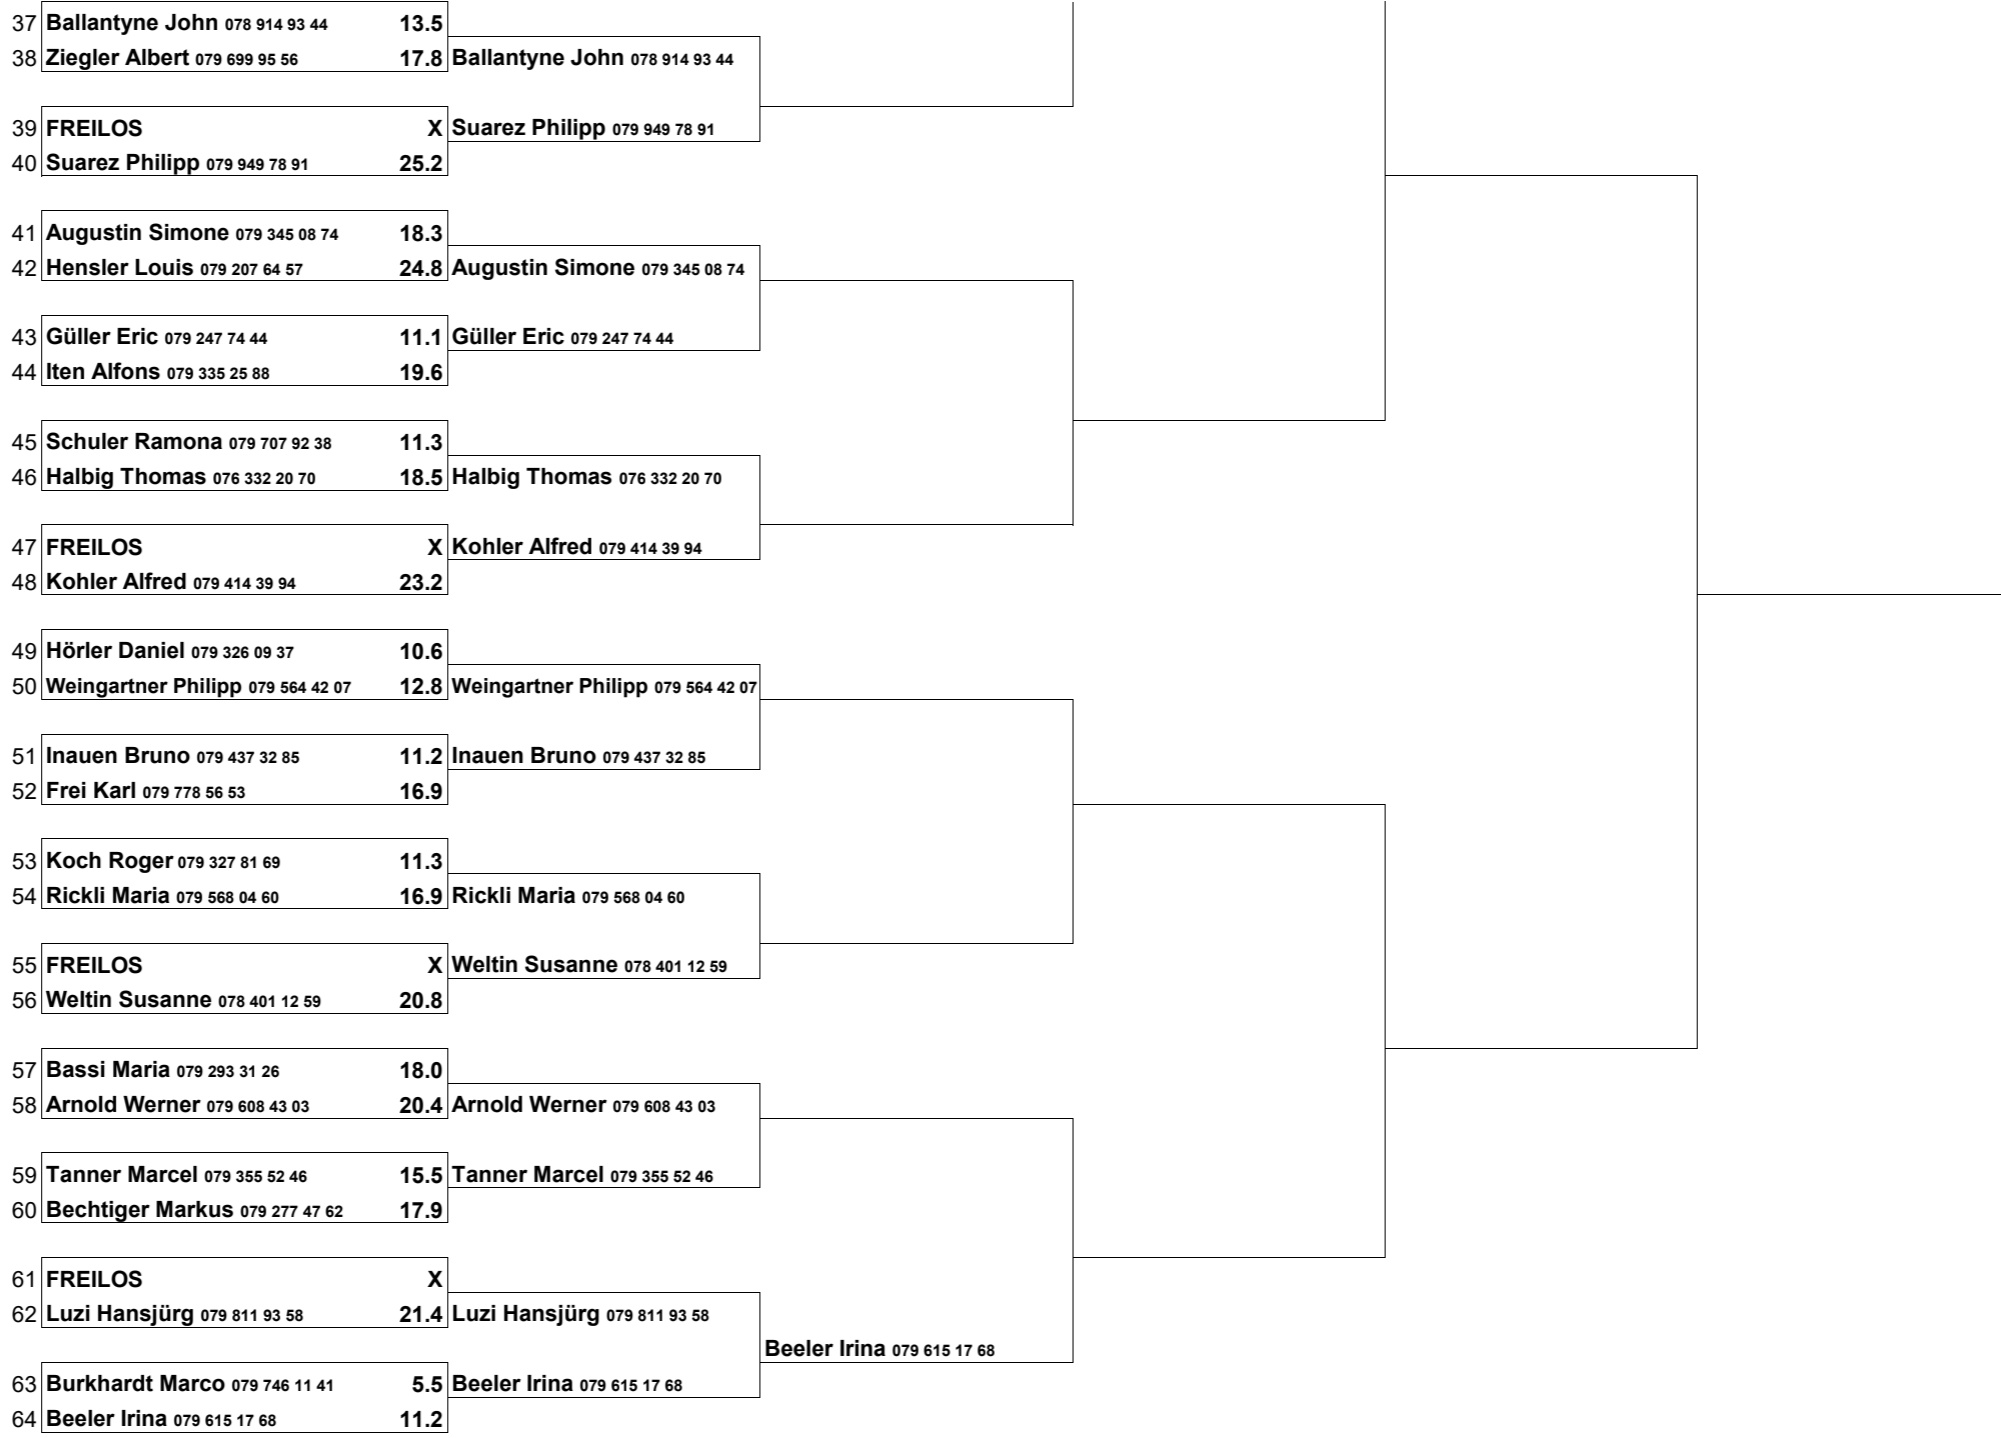 37 Ballantyne John 078 914 93 44 13.5
38 Ziegler Albert 079 699 95 56 17.8 Ballantyne John 078 914 93 44
39 FREILOS X Suarez Philipp 079 949 78 91
40 Suarez Philipp 079 949 78 91 25.2
41 Augustin Simone 079 345 08 74 18.3
42 Hensler Louis 079 207 64 57 24.8 Augustin Simone 079 345 08 74
43 Güller Eric 079 247 74 44 11.1 Güller Eric 079 247 74 44
44 Iten Alfons 079 335 25 88 19.6
45 Schuler Ramona 079 707 92 38 11.3
46 Halbig Thomas 076 332 20 70 18.5 Halbig Thomas 076 332 20 70
47 FREILOS X Kohler Alfred 079 414 39 94
48 Kohler Alfred 079 414 39 94 23.2
49 Hörler Daniel 079 326 09 37 10.6
50 Weingartner Philipp 079 564 42 07 12.8 Weingartner Philipp 079 564 42 07
51 Inauen Bruno 079 437 32 85 11.2 Inauen Bruno 079 437 32 85
52 Frei Karl 079 778 56 53 16.9
53 Koch Roger 079 327 81 69 11.3
54 Rickli Maria 079 568 04 60 16.9 Rickli Maria 079 568 04 60
55 FREILOS X Weltin Susanne 078 401 12 59
56 Weltin Susanne 078 401 12 59 20.8
57 Bassi Maria 079 293 31 26 18.0
58 Arnold Werner 079 608 43 03 20.4 Arnold Werner 079 608 43 03
59 Tanner Marcel 079 355 52 46 15.5 Tanner Marcel 079 355 52 46
60 Bechtiger Markus 079 277 47 62 17.9
61 FREILOS X
62 Luzi Hansjürg 079 811 93 58 21.4 Luzi Hansjürg 079 811 93 58
Beeler Irina 079 615 17 68
63 Burkhardt Marco 079 746 11 41 5.5 Beeler Irina 079 615 17 68
64 Beeler Irina 079 615 17 68 11.2